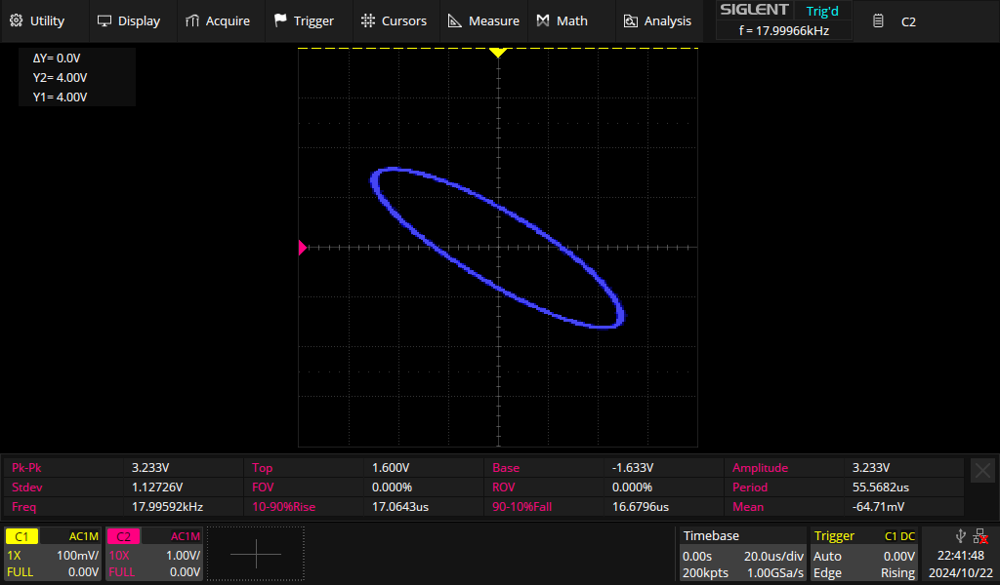 Utility Display Acquire Trigger Cursors Measure Math Analysis SIGLENT Trig'd C2
f = 17.99966kHz
ΔY= 0.0V
Y2= 4.00V
Y1= 4.00V
Pk-Pk 3.233V Top 1.600V Base -1.633V Amplitude 3.233V
Stdev 1.12726V FOV 0.000% ROV 0.000% Period 55.5682us
Freq 17.99592kHz 10-90%Rise 17.0643us 90-10%Fall 16.6796us Mean -64.71mV
C1 AC1M C2 AC1M Timebase Trigger C1 DC
1X 100mV/ 10X 1.00V/ 0.00s 20.0us/div Auto 0.00V 22:41:48
FULL 0.00V FULL 0.00V 200kpts 1.00GSa/s Edge Rising 2024/10/22